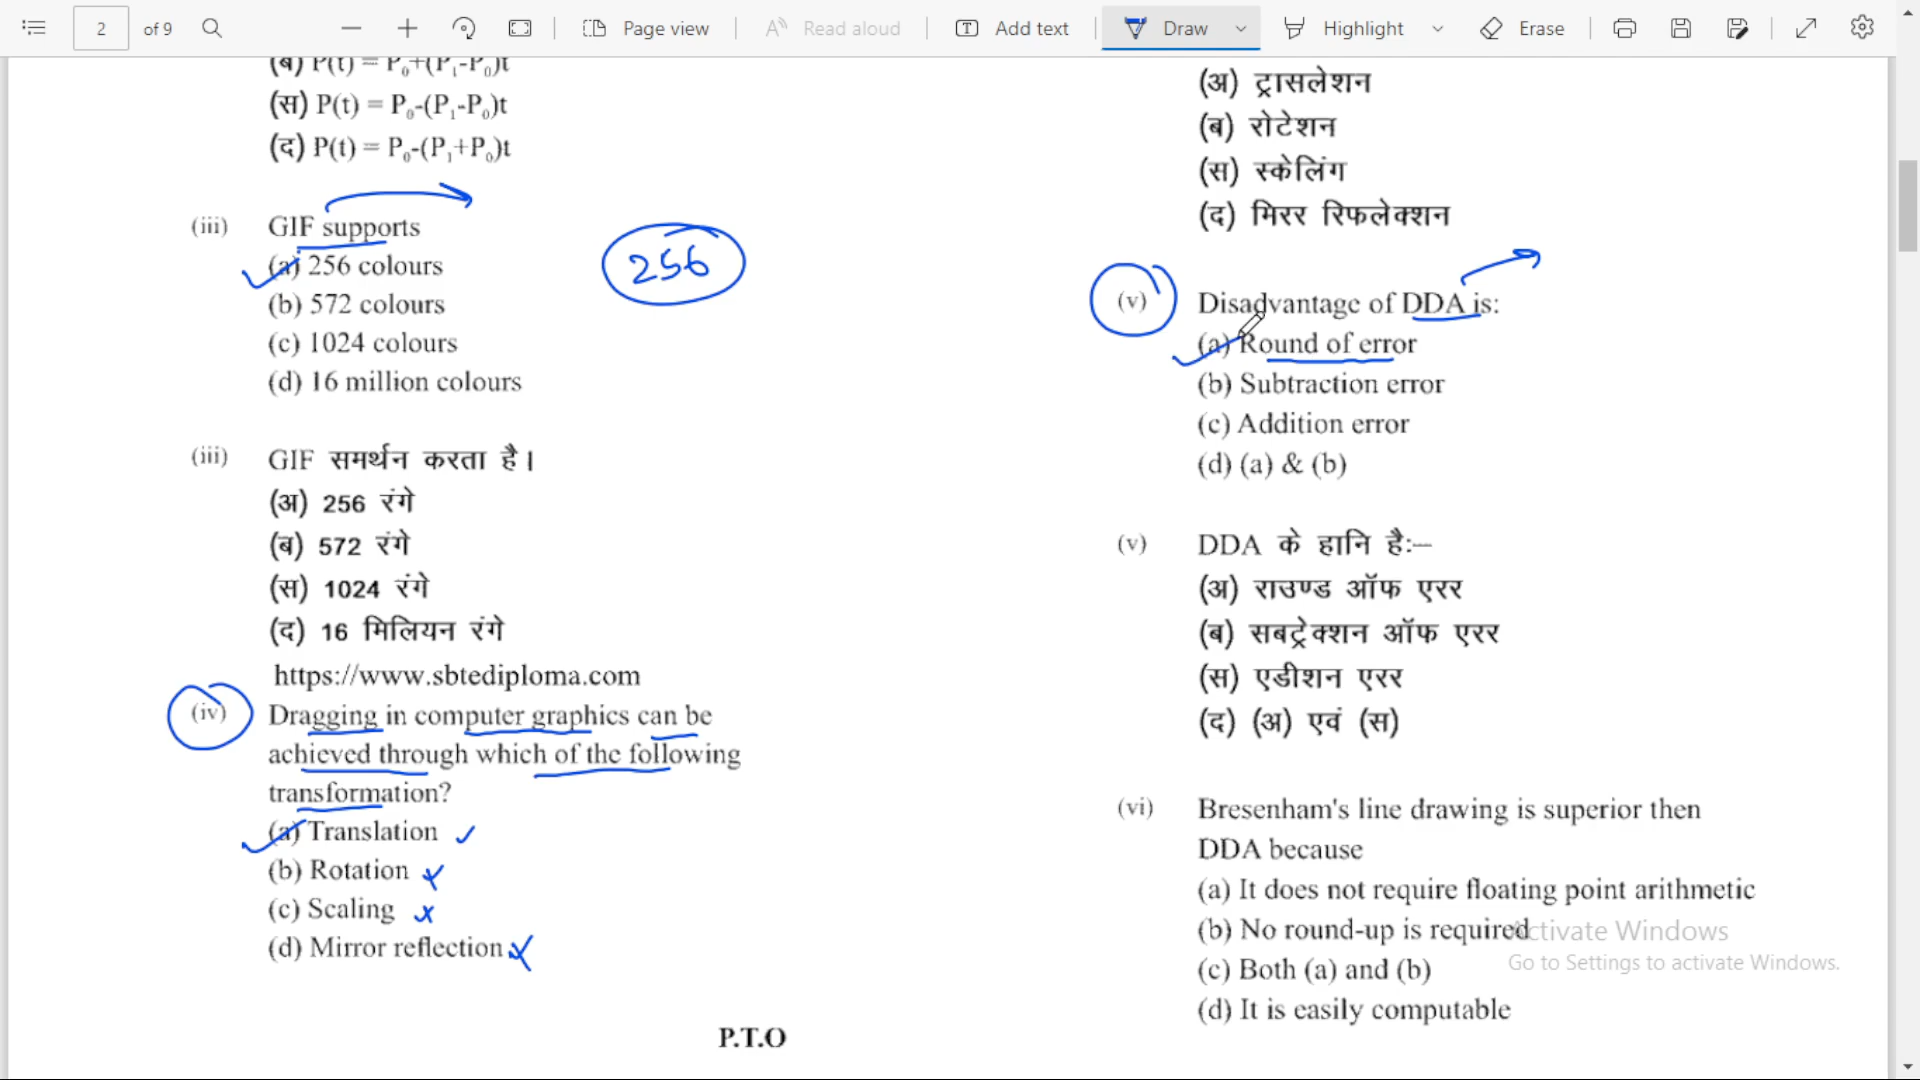 2
of 9
Page view
Read aloud
Add text
Draw
Highlight
Erase
(ब) P(t) = P0+(P1-P0)t
(स) P(t) = P0-(P1-P0)t
(द) P(t) = P0-(P1+P0)t
(iii) GIF supports
(a) 256 colours
256
(b) 572 colours
(c) 1024 colours
(d) 16 million colours
(iii) GIF समर्थन करता है।
(अ) 256 रंगे
(ब) 572 रंगे
(स) 1024 रंगे
(द) 16 मिलियन रंगे
https://www.sbtediploma.com
(iv) Dragging in computer graphics can be
achieved through which of the following
transformation?
(a) Translation
(b) Rotation
(c) Scaling
(d) Mirror reflection
(अ) ट्रासलेशन
(ब) रोटेशन
(स) स्केलिंग
(द) मिरर रिफलेक्शन
(v) Disadvantage of DDA is:
(a) Round of error
(b) Subtraction error
(c) Addition error
(d) (a) & (b)
(v) DDA के हानि है:—
(अ) राउण्ड ऑफ एरर
(ब) सबट्रेक्शन ऑफ एरर
(स) एडीशन एरर
(द) (अ) एवं (स)
(vi) Bresenham's line drawing is superior then
DDA because
(a) It does not require floating point arithmetic
(b) No round-up is required
(c) Both (a) and (b)
(d) It is easily computable
Activate Windows
Go to Settings to activate Windows.
P.T.O